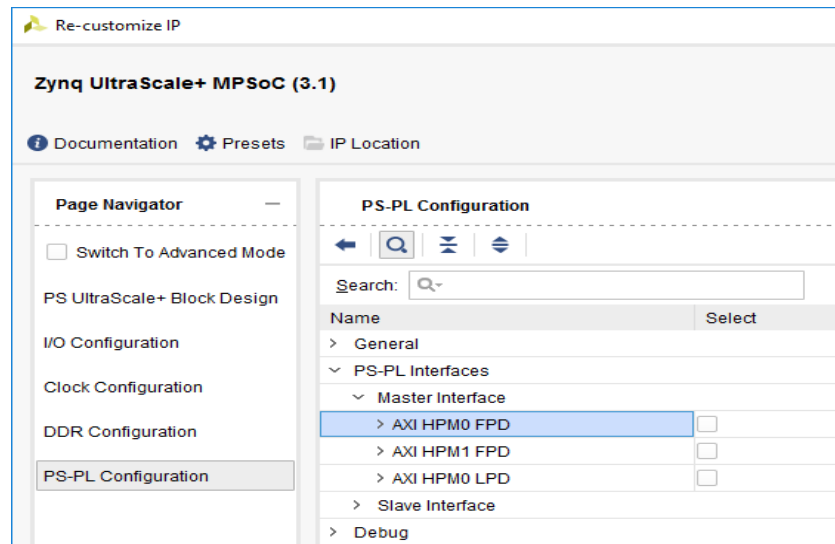 Re-customize IP
Zynq UltraScale+ MPSoC (3.1)
Documentation Presets IP Location
Page Navigator
Switch To Advanced Mode
PS UltraScale+ Block Design
I/O Configuration
Clock Configuration
DDR Configuration
PS-PL Configuration
PS-PL Configuration
Search:
Name Select
General
PS-PL Interfaces
Master Interface
AXI HPM0 FPD
AXI HPM1 FPD
AXI HPM0 LPD
Slave Interface
Debug